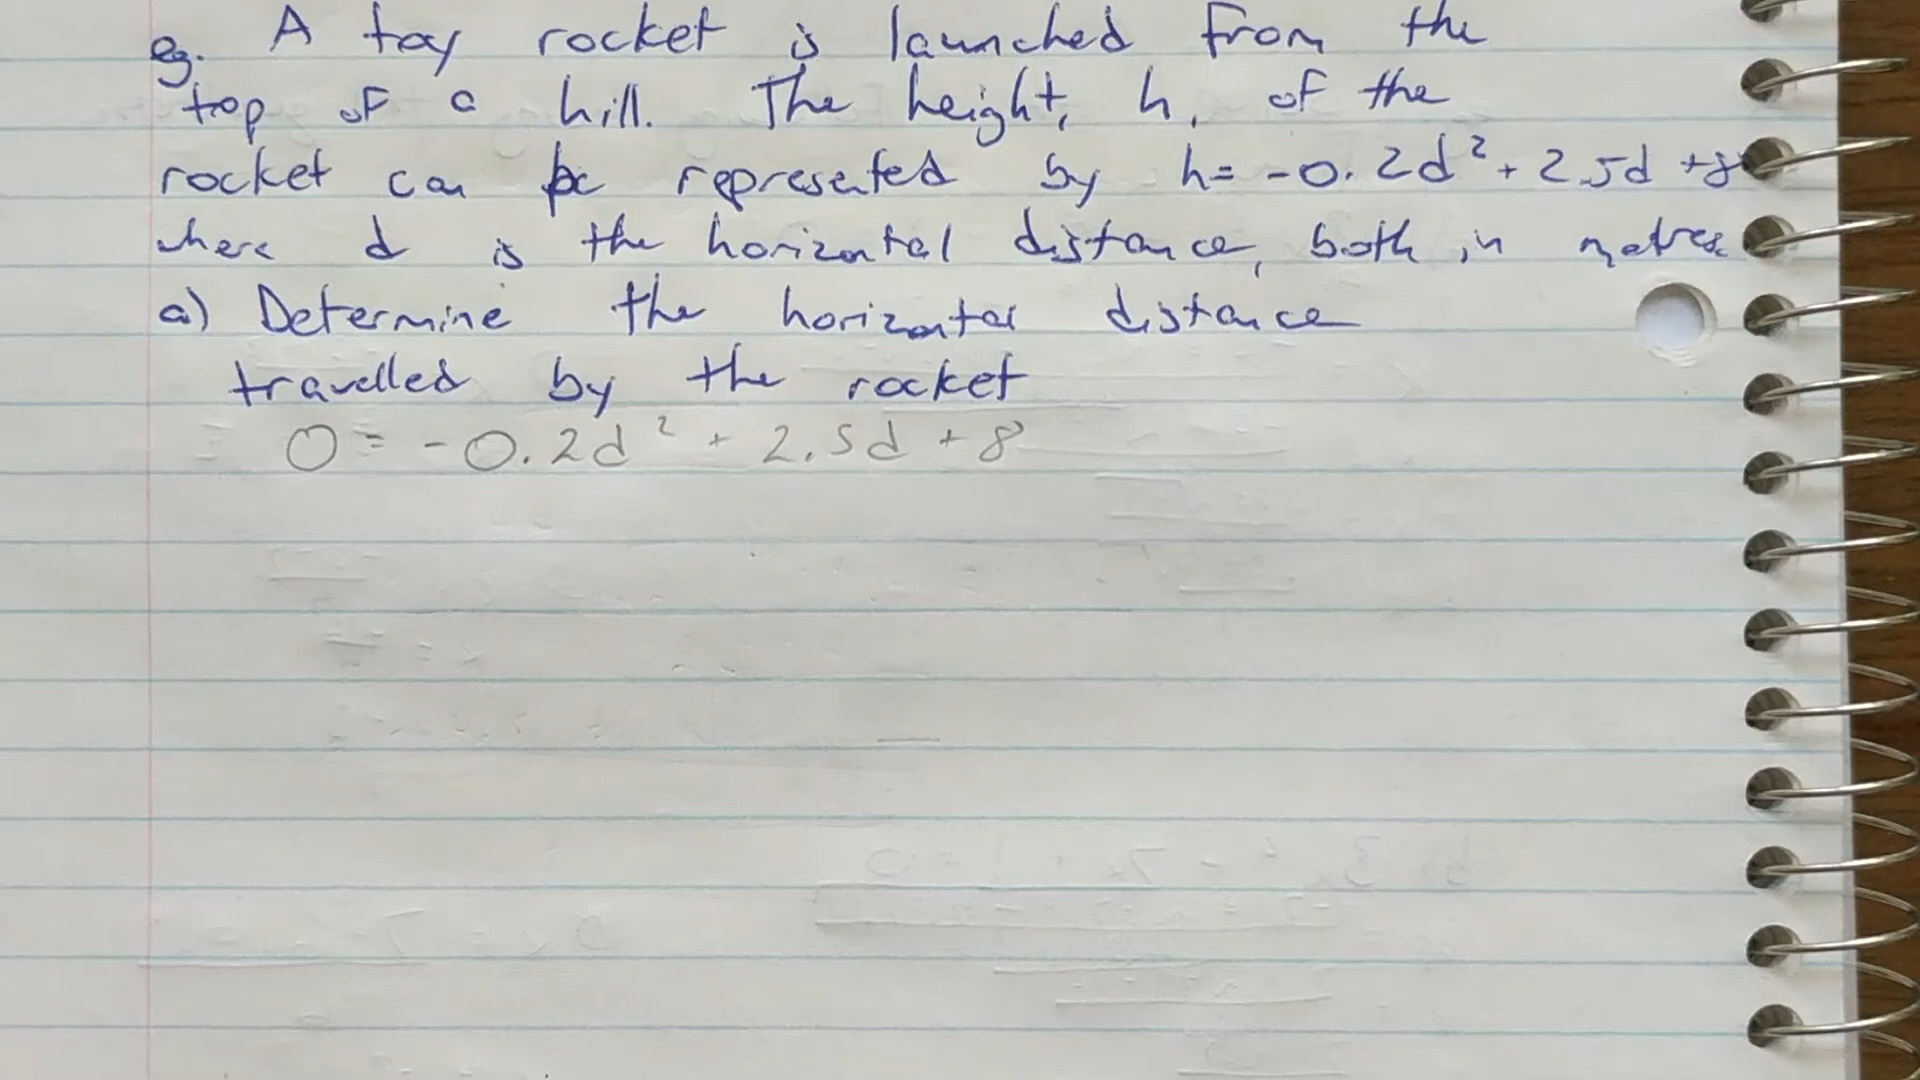 eg. A toy rocket is launched from the
top of a hill. The height, h, of the
rocket can be represented by h= -0.2d² + 2.5d +8
where d is the horizontal distance, both in metres
a) Determine the horizontal distance
travelled by the rocket
0 = -0.2d² + 2.5d + 8